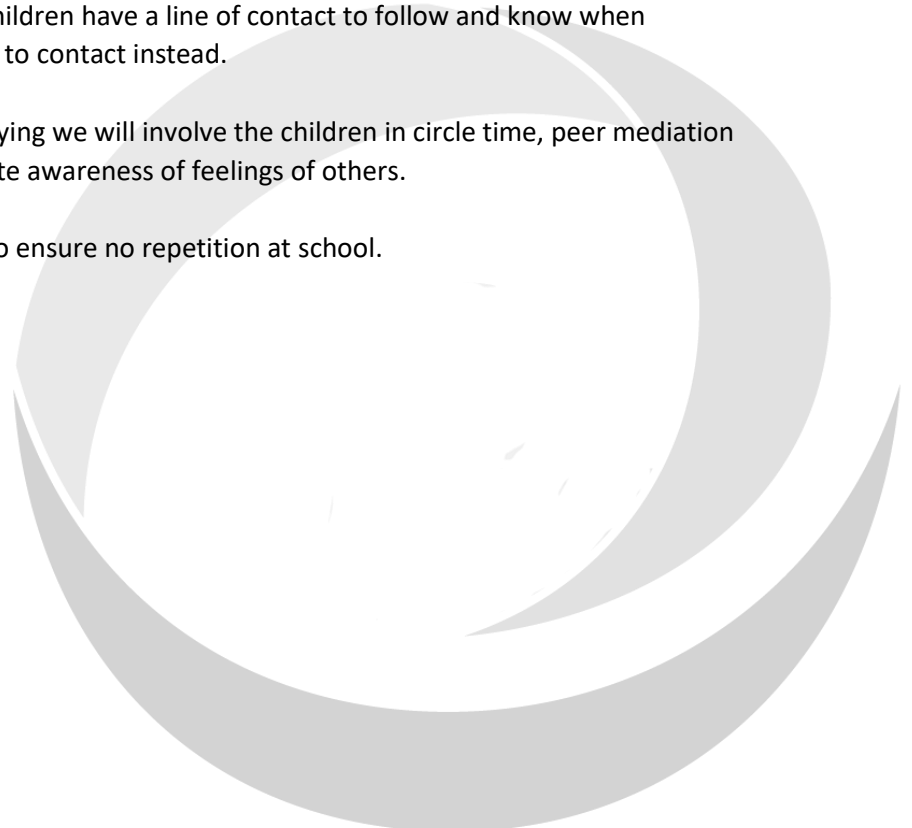 hildren have a line of contact to follow and know when
to contact instead.
ying we will involve the children in circle time, peer mediation
te awareness of feelings of others.
o ensure no repetition at school.